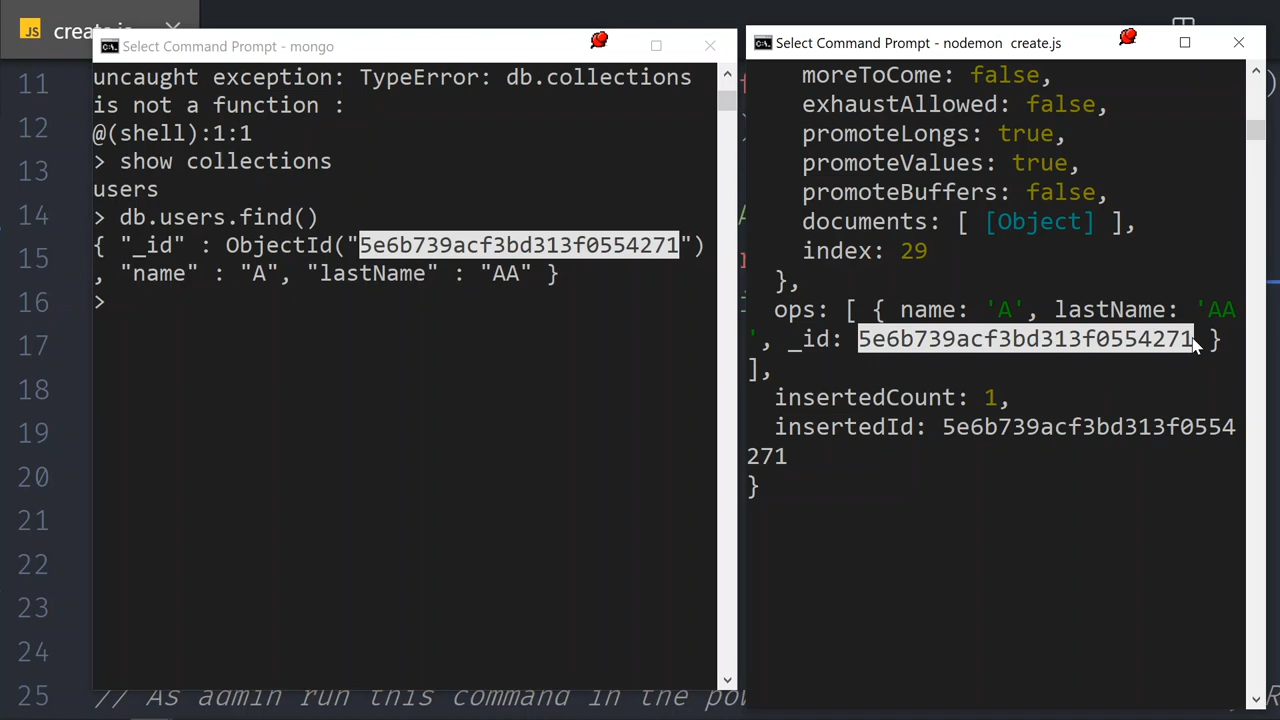 create.js
Select Command Prompt - mongo
uncaught exception: TypeError: db.collections
is not a function :
@(shell):1:1
> show collections
users
> db.users.find()
{ "_id" : ObjectId("5e6b739acf3bd313f0554271")
, "name" : "A", "lastName" : "AA" }
>
Select Command Prompt - nodemon create.js
moreToCome: false,
exhaustAllowed: false,
promoteLongs: true,
promoteValues: true,
promoteBuffers: false,
documents: [ [Object] ],
index: 29
},
ops: [ { name: 'A', lastName: 'AA
', _id: 5e6b739acf3bd313f0554271 }
],
insertedCount: 1,
insertedId: 5e6b739acf3bd313f0554
271
}
11
12
13
14
15
16
17
18
19
20
21
22
23
24
25
// As admin run this command in the pow